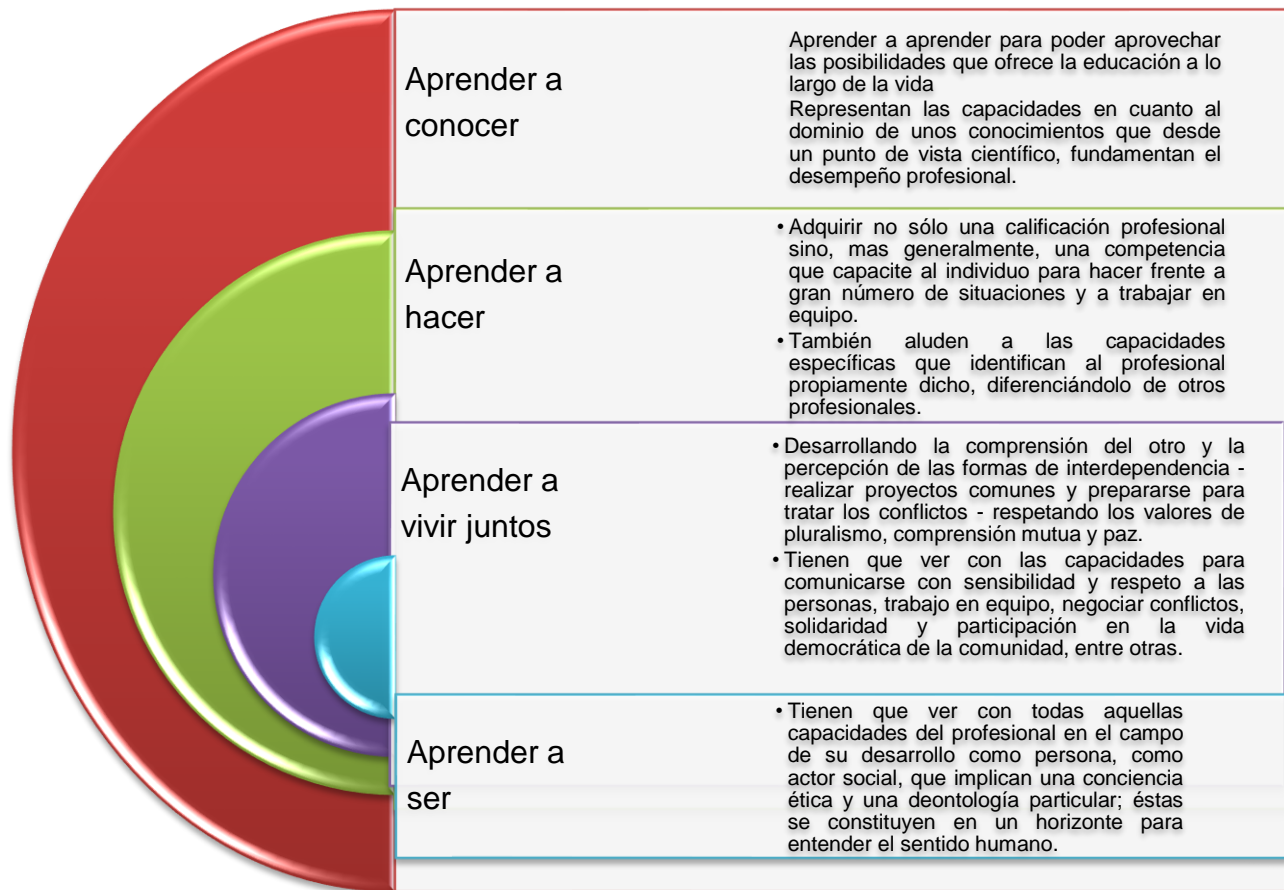 Aprender a
conocer
Aprender a aprender para poder aprovechar
las posibilidades que ofrece la educación a lo
largo de la vida
Representan las capacidades en cuanto al
dominio de unos conocimientos que desde
un punto de vista científico, fundamentan el
desempeño profesional.
Aprender a
hacer
• Adquirir no sólo una calificación profesional
sino, mas generalmente, una competencia
que capacite al individuo para hacer frente a
gran número de situaciones y a trabajar en
equipo.
• También aluden a las capacidades
específicas que identifican al profesional
propiamente dicho, diferenciándolo de otros
profesionales.
Aprender a
vivir juntos
• Desarrollando la comprensión del otro y la
percepción de las formas de interdependencia -
realizar proyectos comunes y prepararse para
tratar los conflictos - respetando los valores de
pluralismo, comprensión mutua y paz.
• Tienen que ver con las capacidades para
comunicarse con sensibilidad y respeto a las
personas, trabajo en equipo, negociar conflictos,
solidaridad y participación en la vida
democrática de la comunidad, entre otras.
Aprender a
ser
• Tienen que ver con todas aquellas
capacidades del profesional en el campo
de su desarrollo como persona, como
actor social, que implican una conciencia
ética y una deontología particular; éstas
se constituyen en un horizonte para
entender el sentido humano.